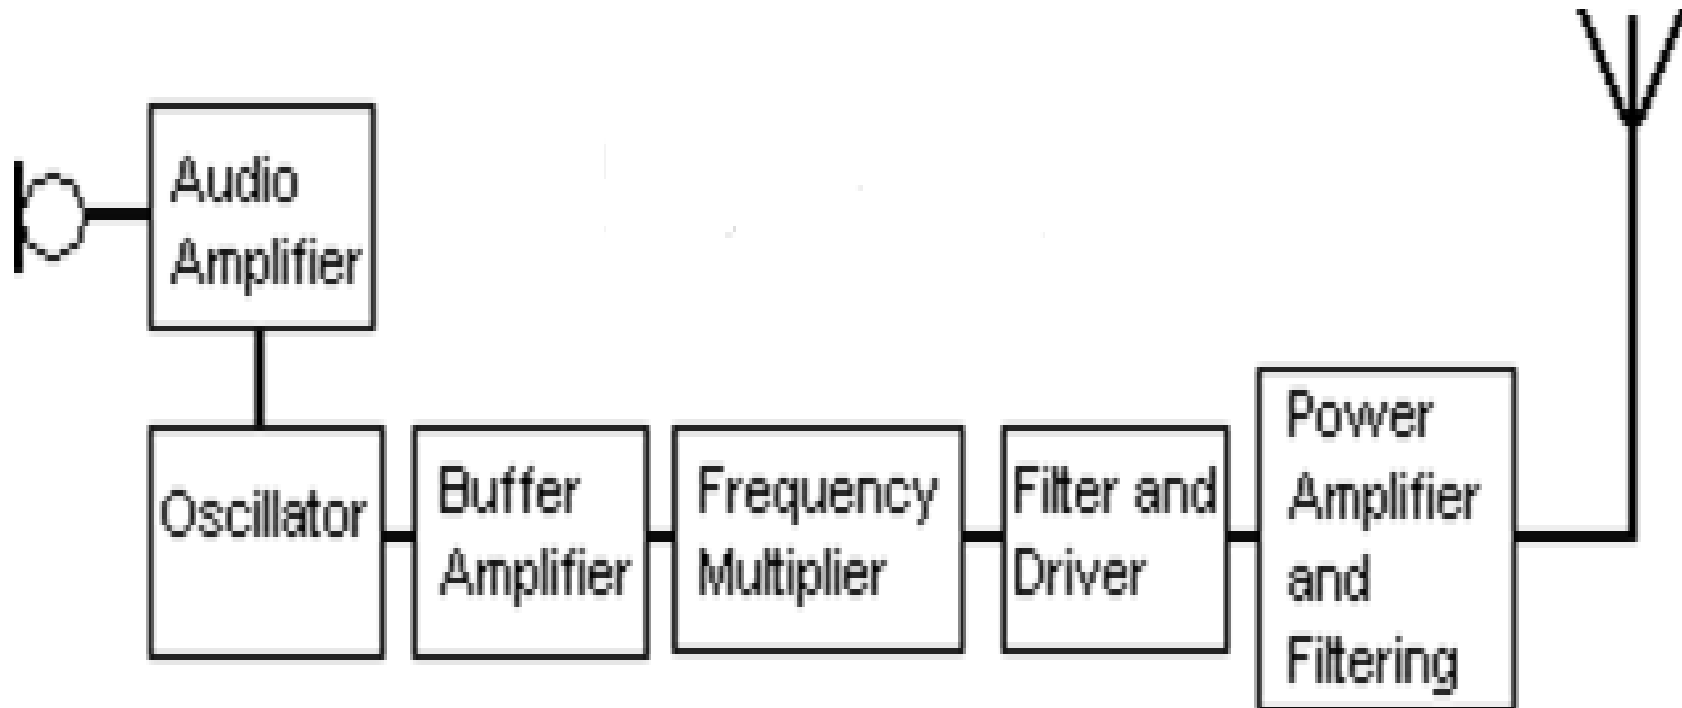 Audio
Amplifier
Oscillator
Buffer
Amplifier
Frequency
Multiplier
Filter and
Driver
Power
Amplifier
and
Filtering